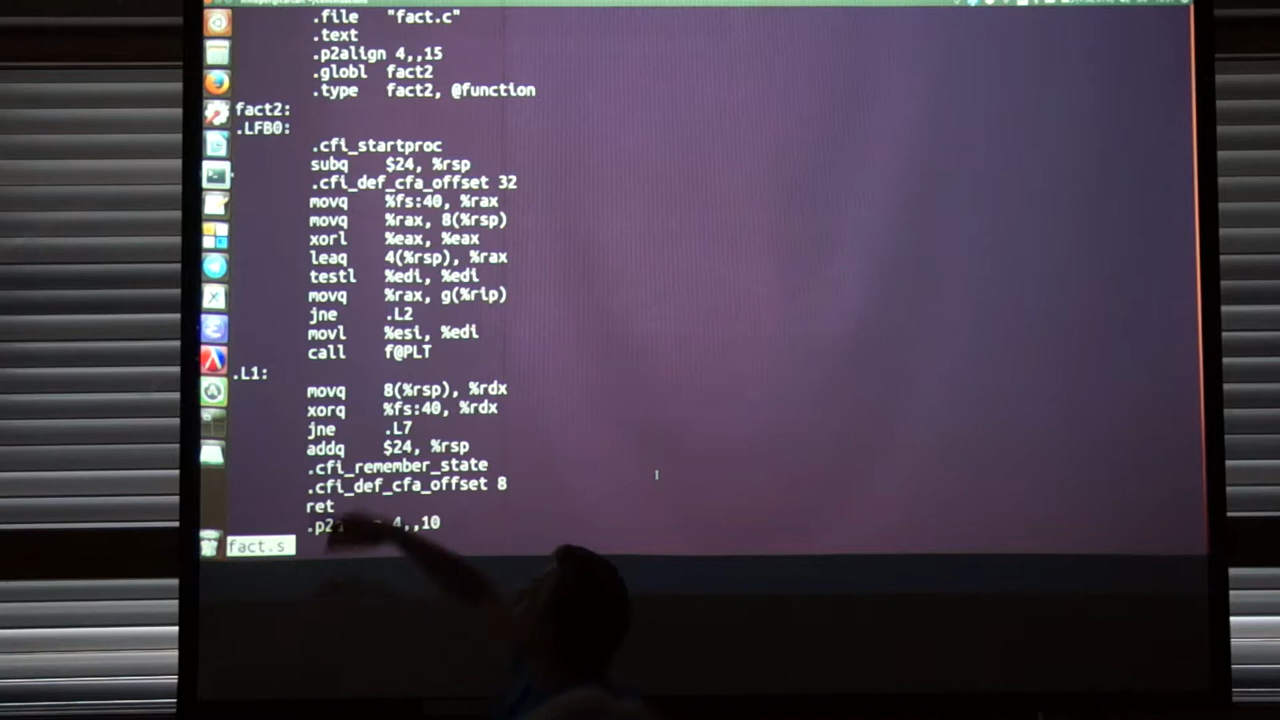 .file "fact.c"
.text
.p2align 4,,15
.globl fact2
.type fact2, @function
fact2:
.LFB0:
.cfi_startproc
subq $24, %rsp
.cfi_def_cfa_offset 32
movq %fs:40, %rax
movq %rax, 8(%rsp)
xorl %eax, %eax
leaq 4(%rsp), %rax
testl %edi, %edi
movq %rax, g(%rip)
jne .L2
movl %esi, %edi
call f@PLT
.L1:
movq 8(%rsp), %rdx
xorq %fs:40, %rdx
jne .L7
addq $24, %rsp
.cfi_remember_state
.cfi_def_cfa_offset 8
ret
4,,10
fact.s